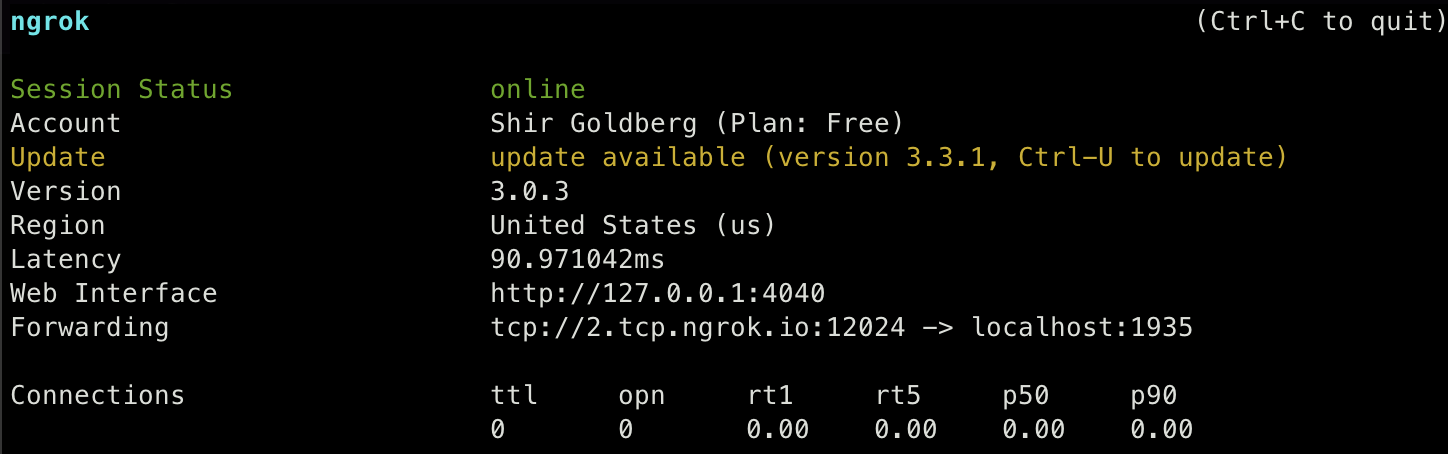 ngrok (Ctrl+C to quit)
Session Status online
Account Shir Goldberg (Plan: Free)
Update update available (version 3.3.1, Ctrl-U to update)
Version 3.0.3
Region United States (us)
Latency 90.971042ms
Web Interface http://127.0.0.1:4040
Forwarding tcp://2.tcp.ngrok.io:12024 -> localhost:1935
Connections ttl opn rt1 rt5 p50 p90
0 0 0.00 0.00 0.00 0.00